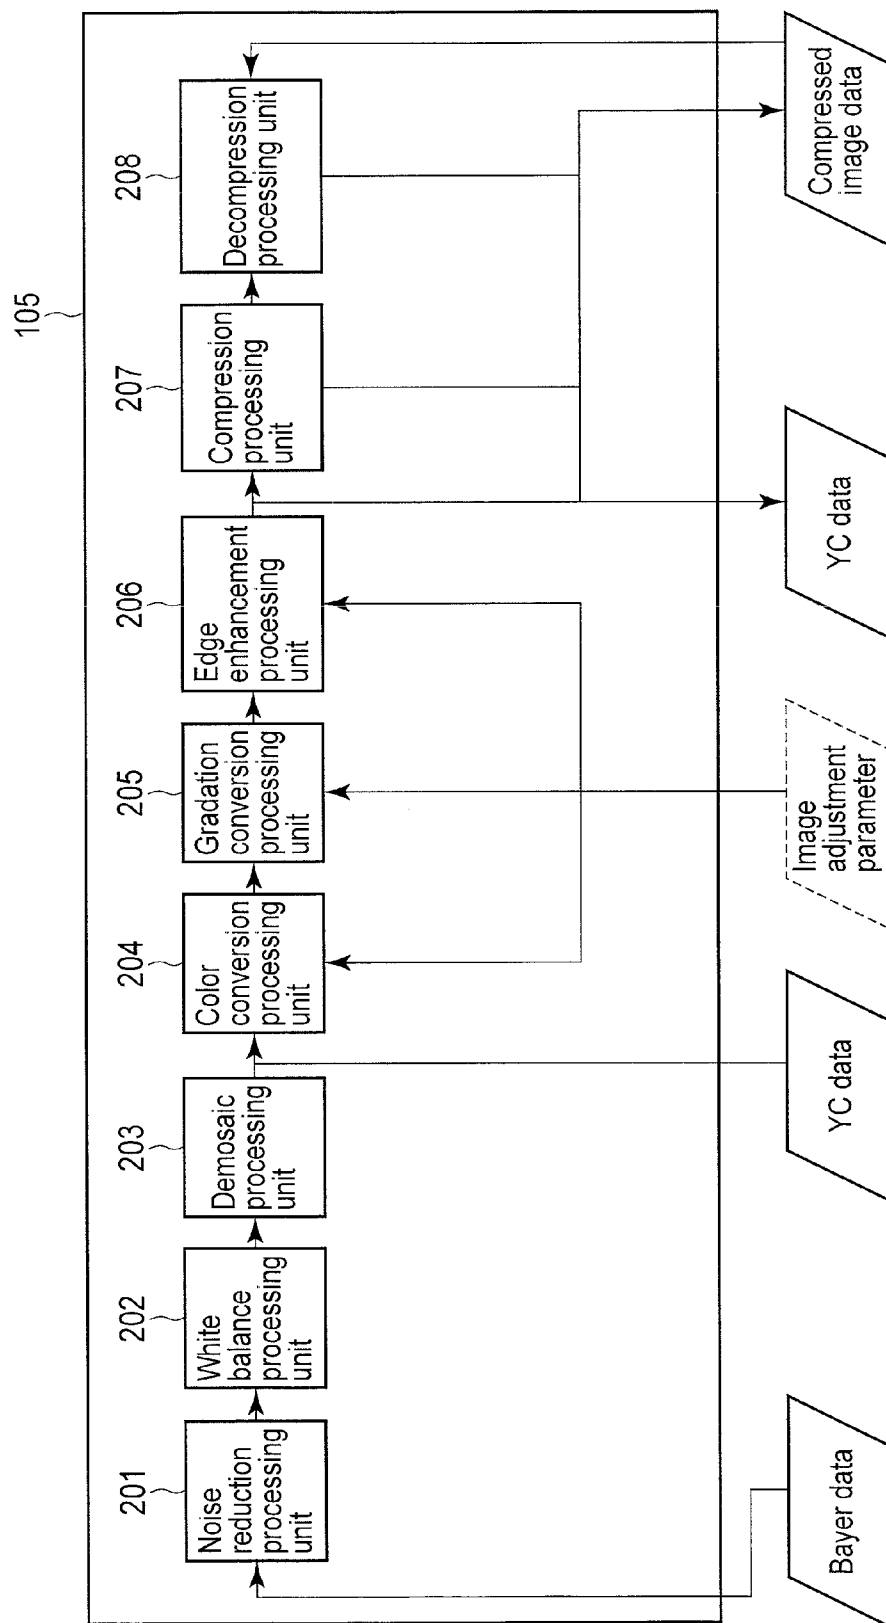 105
201
Noise
reduction
processing
unit
202
White
balance
processing
unit
203
Demosaic
processing
unit
204
Color
conversion
processing
unit
205
Gradation
conversion
processing
unit
206
Edge
enhancement
processing
unit
207
Compression
processing
unit
208
Decompression
processing unit
Bayer data
YC data
Image
adjustment
parameter
YC data
Compressed
image data